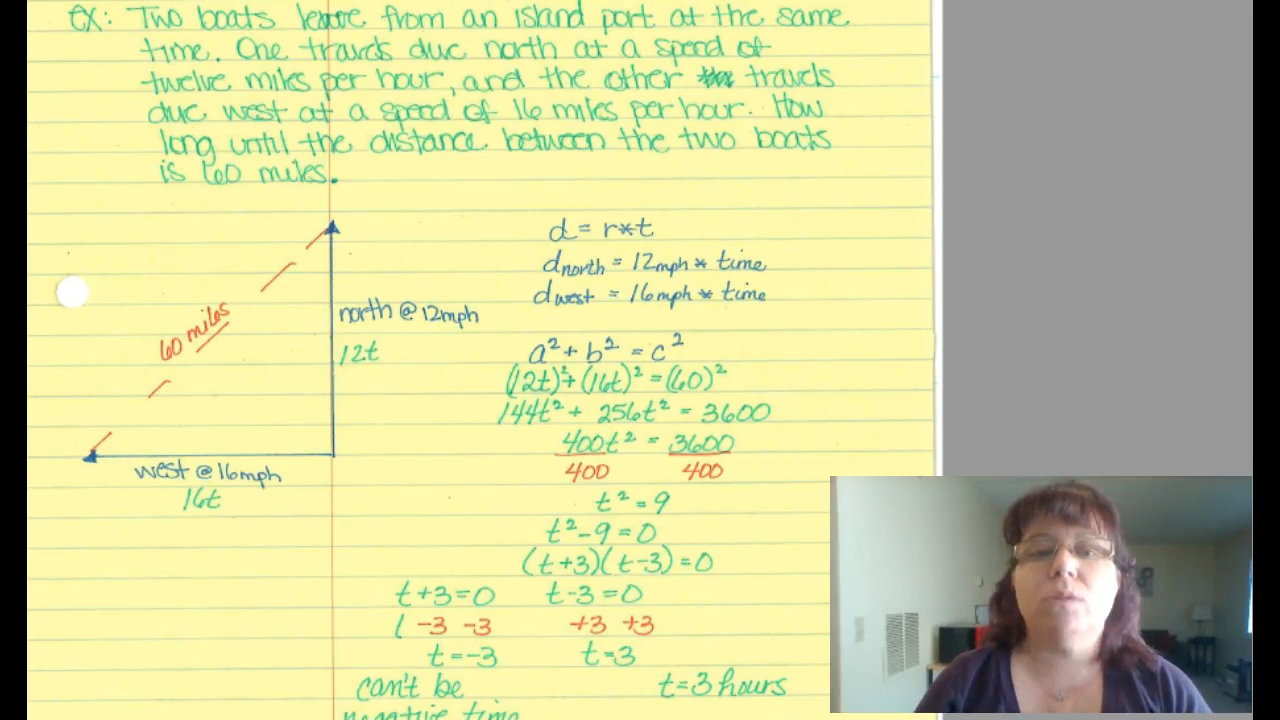 EX: Two boats leave from an island port at the same
time. One travels due north at a speed of
twelve miles per hour, and the other travels
due west at a speed of 16 miles per hour. How
long until the distance between the two boats
is 60 miles.
60 miles
north @ 12mph
12t
west @ 16mph
16t
d = r*t
dnorth = 12mph * time
dwest = 16mph * time
a² + b² = c²
(12t)² + (16t)² = (60)²
144t² + 256t² = 3600
400t² = 3600
400 400
t² = 9
t² - 9 = 0
(t+3)(t-3) = 0
t+3=0 t-3=0
-3 -3 +3 +3
t=-3 t=3
can't be t=3 hours
negative time